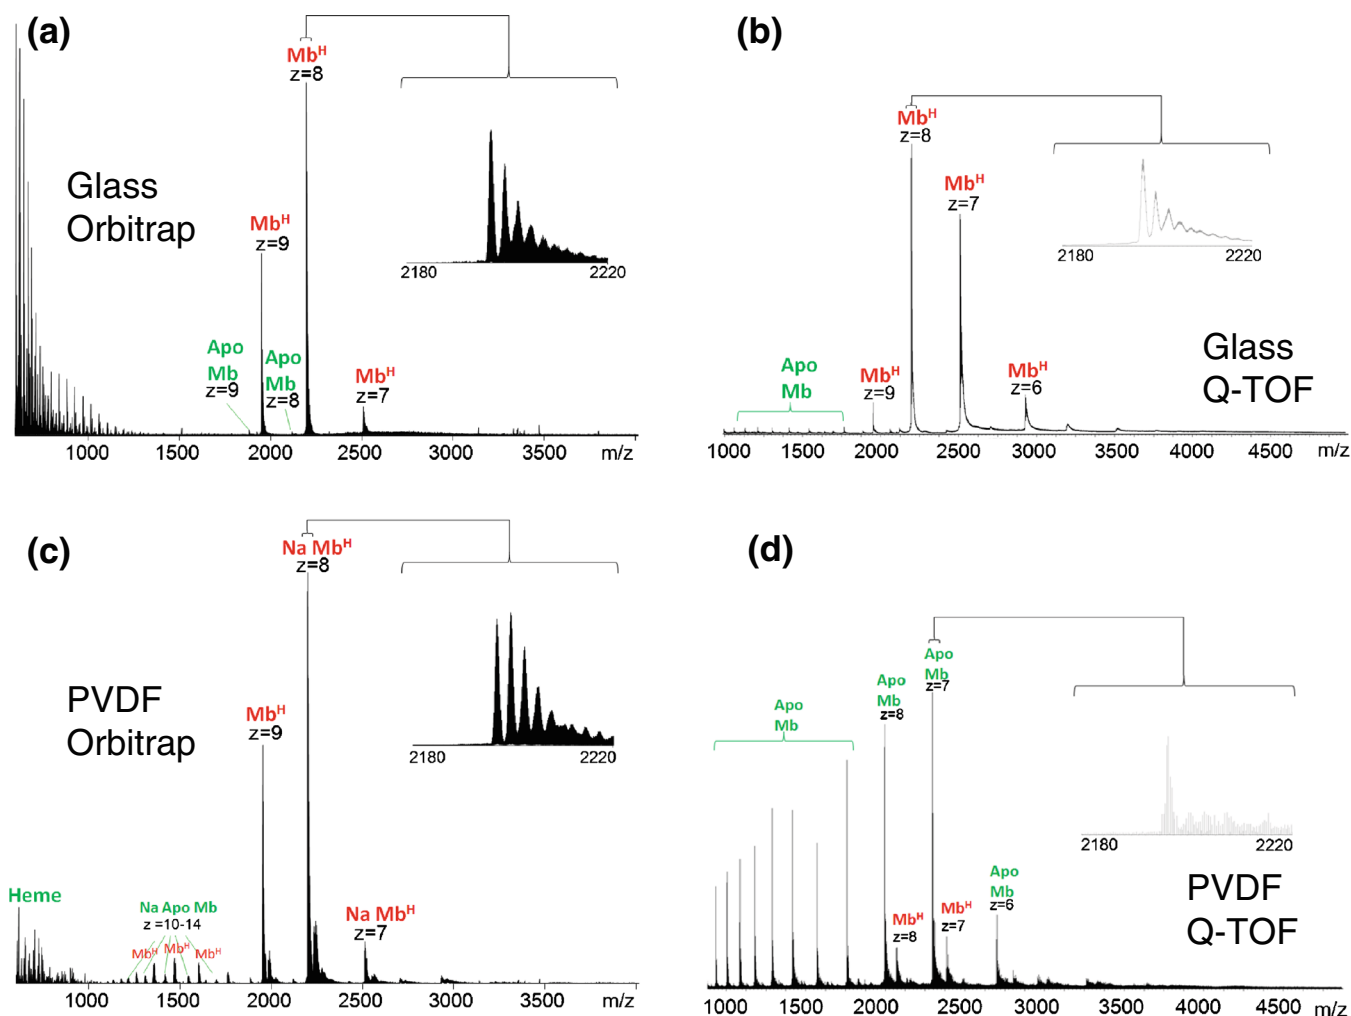 (a)
Mbᴴ
z=8
Glass
Orbitrap
Mbᴴ
z=9
2180
2220
Apo
Mb
z=9
Apo
Mb
z=8
Mbᴴ
z=7
1000
1500
2000
2500
3000
3500
m/z
(b)
Mbᴴ
z=8
Mbᴴ
z=7
2180
2220
Glass
Q-TOF
Apo
Mb
Mbᴴ
z=9
Mbᴴ
z=6
1000
1500
2000
2500
3000
3500
4000
4500
m/z
(c)
Na Mbᴴ
z=8
PVDF
Orbitrap
Mbᴴ
z=9
2180
2220
Heme
Na Apo Mb
z =10-14
Mbᴴ
Mbᴴ
Mbᴴ
Na Mbᴴ
z=7
1000
1500
2000
2500
3000
3500
m/z
(d)
Apo
Mb
z=7
Apo
Mb
z=8
Apo
Mb
2180
2220
PVDF
Q-TOF
Apo
Mb
z=6
Mbᴴ
z=8
Mbᴴ
z=7
1000
1500
2000
2500
3000
3500
4000
4500
m/z